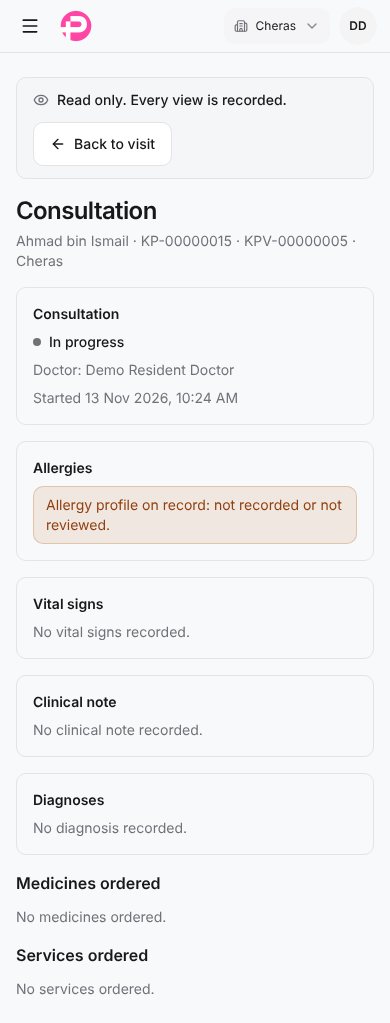 Cheras
DD
Read only. Every view is recorded.
Back to visit
Consultation
Ahmad bin Ismail · KP-00000015 · KPV-00000005 ·
Cheras
Consultation
In progress
Doctor: Demo Resident Doctor
Started 13 Nov 2026, 10:24 AM
Allergies
Allergy profile on record: not recorded or not
reviewed.
Vital signs
No vital signs recorded.
Clinical note
No clinical note recorded.
Diagnoses
No diagnosis recorded.
Medicines ordered
No medicines ordered.
Services ordered
No services ordered.